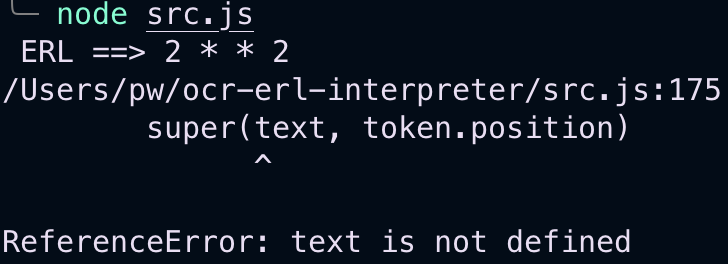 └─ node src.js
ERL ==> 2 * * 2
/Users/pw/ocr-erl-interpreter/src.js:175
super(text, token.position)
^
ReferenceError: text is not defined